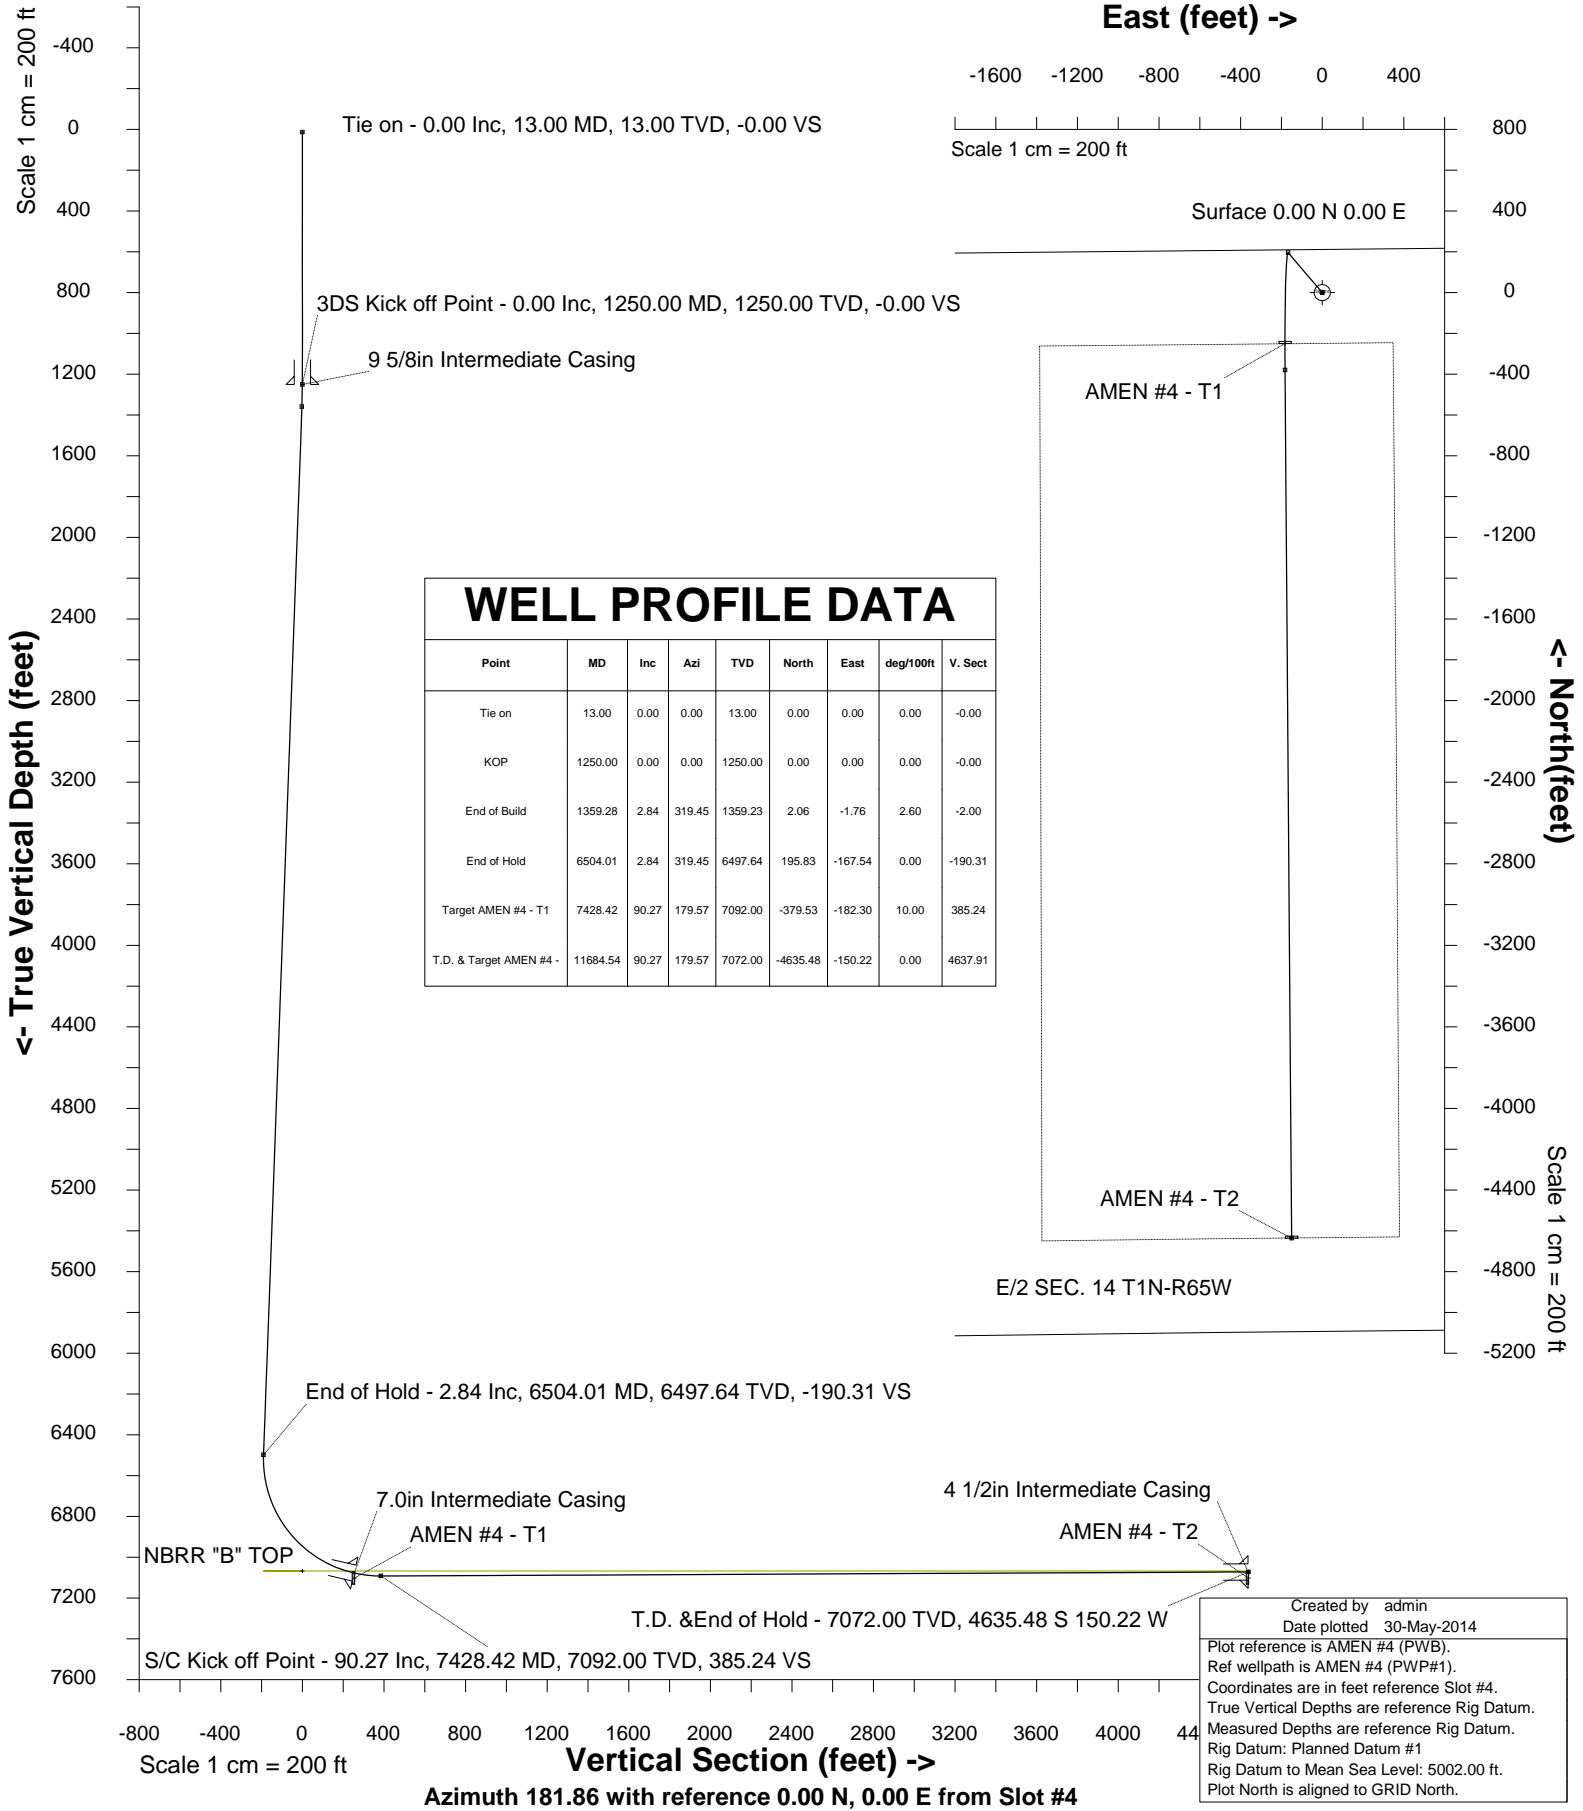 East (feet) ->
-1600 -1200 -800 -400 0 400
Scale 1 cm = 200 ft
-400
0
400
800
1200
1600
2000
2400
2800
3200
3600
4000
4400
4800
5200
5600
6000
6400
6800
7200
7600
<- True Vertical Depth (feet)
Tie on - 0.00 Inc, 13.00 MD, 13.00 TVD, -0.00 VS
3DS Kick off Point - 0.00 Inc, 1250.00 MD, 1250.00 TVD, -0.00 VS
9 5/8in Intermediate Casing
Scale 1 cm = 200 ft
Surface 0.00 N 0.00 E
AMEN #4 - T1
AMEN #4 - T2
E/2 SEC. 14 T1N-R65W
800
400
0
-400
-800
-1200
-1600
-2000
-2400
-2800
-3200
-3600
-4000
-4400
-4800
-5200
<- North(feet)
Scale 1 cm = 200 ft
WELL PROFILE DATA
Point MD Inc Azi TVD North East deg/100ft V. Sect
Tie on 13.00 0.00 0.00 13.00 0.00 0.00 0.00 -0.00
KOP 1250.00 0.00 0.00 1250.00 0.00 0.00 0.00 -0.00
End of Build 1359.28 2.84 319.45 1359.23 2.06 -1.76 2.60 -2.00
End of Hold 6504.01 2.84 319.45 6497.64 195.83 -167.54 0.00 -190.31
Target AMEN #4 - T1 7428.42 90.27 179.57 7092.00 -379.53 -182.30 10.00 385.24
T.D. & Target AMEN #4 - 11684.54 90.27 179.57 7072.00 -4635.48 -150.22 0.00 4637.91
End of Hold - 2.84 Inc, 6504.01 MD, 6497.64 TVD, -190.31 VS
7.0in Intermediate Casing
AMEN #4 - T1
4 1/2in Intermediate Casing
AMEN #4 - T2
NBRR "B" TOP
T.D. &End of Hold - 7072.00 TVD, 4635.48 S 150.22 W
S/C Kick off Point - 90.27 Inc, 7428.42 MD, 7092.00 TVD, 385.24 VS
-800 -400 0 400 800 1200 1600 2000 2400 2800 3200 3600 4000 44
Scale 1 cm = 200 ft
Vertical Section (feet) ->
Azimuth 181.86 with reference 0.00 N, 0.00 E from Slot #4
Created by admin
Date plotted 30-May-2014
Plot reference is AMEN #4 (PWB).
Ref wellpath is AMEN #4 (PWP#1).
Coordinates are in feet reference Slot #4.
True Vertical Depths are reference Rig Datum.
Measured Depths are reference Rig Datum.
Rig Datum: Planned Datum #1
Rig Datum to Mean Sea Level: 5002.00 ft.
Plot North is aligned to GRID North.